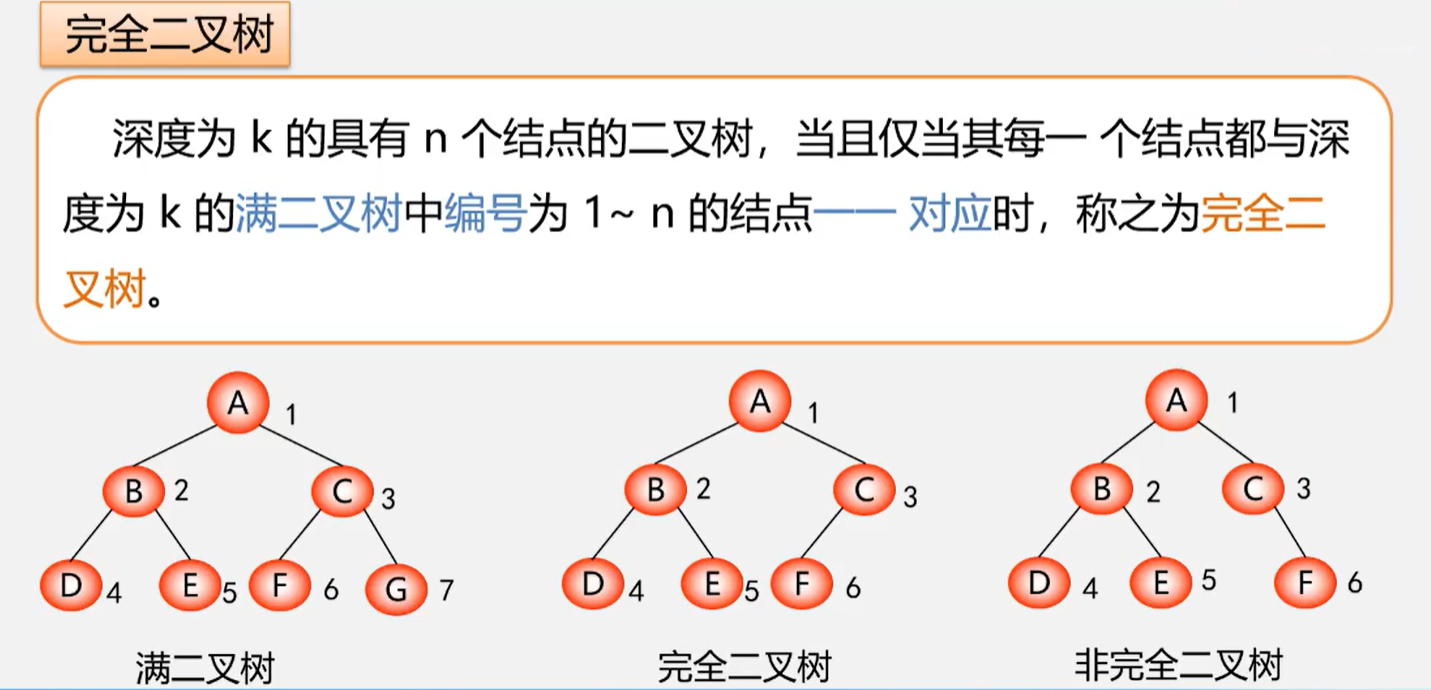 完全二叉树
深度为 k 的具有 n 个结点的二叉树，当且仅当其每一 个结点都与深
度为 k 的满二叉树中编号为 1~ n 的结点一一 对应时，称之为完全二
叉树。
A 1 A 1 A 1
B 2 C 3 B 2 C 3 B 2 C 3
D 4 E 5 F 6 G 7 D 4 E 5 F 6 D 4 E 5 F 6
满二叉树 完全二叉树 非完全二叉树